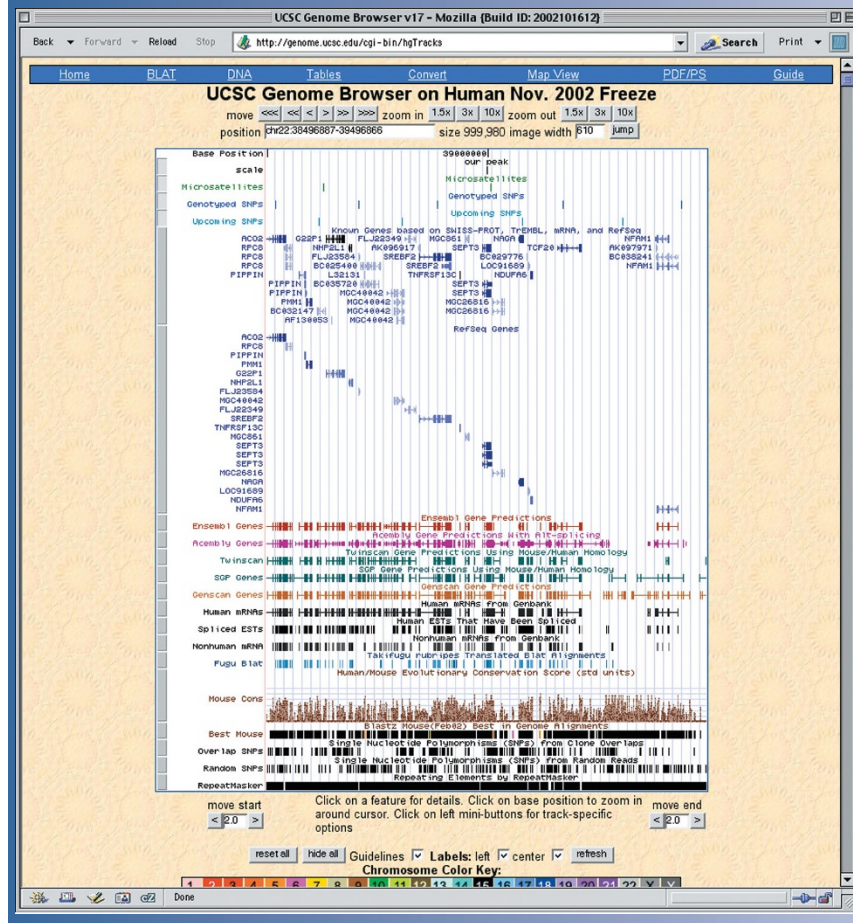 UCSC Genome Browser v17 - Mozilla {Build ID: 2002101612}
Back Forward Reload Stop http://genome.ucsc.edu/cgi-bin/hgTracks Search Print
Home BLAT DNA Tables Convert Map View PDF/PS Guide
UCSC Genome Browser on Human Nov. 2002 Freeze
move <<< << < > >> >>> zoom in 1.5x 3x 10x zoom out 1.5x 3x 10x
position chr22:38496887-39496866 size 999,980 image width 610 jump
Base Position 39000000
our peak
scale
Microsatellites
Microsatellites
Genotyped SNPs
Genotyped SNPs
Upcoming SNPs
Upcoming SNPs
Known Genes based on SWISS-PROT, TrEMBL, mRNA, and RefSeq
ACO2 G22P1 FLJ22349 MGC861 NAGA NFAM1
RPC8 NHP2L1 AK096917 SEPT3 TCF20 AK097971
RPC8 FLJ23584 SREBF2 BC029776 BC038241
RPC8 BC025400 SREBF2 LOC91689 NFAM1
PIPPIN L32131 TNFRSF13C NDUFA6
PIPPIN BC035720 SEPT3
PIPPIN MGC40042 SEPT3
PMM1 MGC40042 MGC26816
BC032147 MGC40042 MGC26816
AF130053 MGC40042
RefSeq Genes
ACO2
RPC8
PIPPIN
PMM1
G22P1
NHP2L1
FLJ23584
MGC40042
FLJ22349
SREBF2
TNFRSF13C
MGC861
SEPT3
SEPT3
SEPT3
MGC26816
NAGA
LOC91689
NDUFA6
NFAM1
Ensembl Gene Predictions
Ensembl Genes
Acembly Gene Predictions With Alt-splicing
Acembly Genes
Twinscan Gene Predictions Using Mouse/Human Homology
Twinscan
SGP Gene Predictions Using Mouse/Human Homology
SGP Genes
Genscan Gene Predictions
Genscan Genes
Human mRNAs from Genbank
Human mRNAs
Human ESTs That Have Been Spliced
Spliced ESTs
Nonhuman mRNAs from Genbank
Nonhuman mRNA
Takifugu rubripes Translated Blat Alignments
Fugu Blat
Human/Mouse Evolutionary Conservation Score (std units)
Mouse Cons
Blastz Mouse(Feb02) Best in Genome Alignments
Best Mouse
Single Nucleotide Polymorphisms (SNPs) from Clone Overlaps
Overlap SNPs
Single Nucleotide Polymorphisms (SNPs) from Random Reads
Random SNPs
Repeating Elements by RepeatMasker
RepeatMasker
move start
< 2.0 >
Click on a feature for details. Click on base position to zoom in
around cursor. Click on left mini-buttons for track-specific
options
move end
< 2.0 >
reset all hide all Guidelines Labels: left center refresh
Chromosome Color Key:
1 2 3 4 5 6 7 8 9 10 11 12 13 14 15 16 17 18 19 20 21 22 X Y
Done